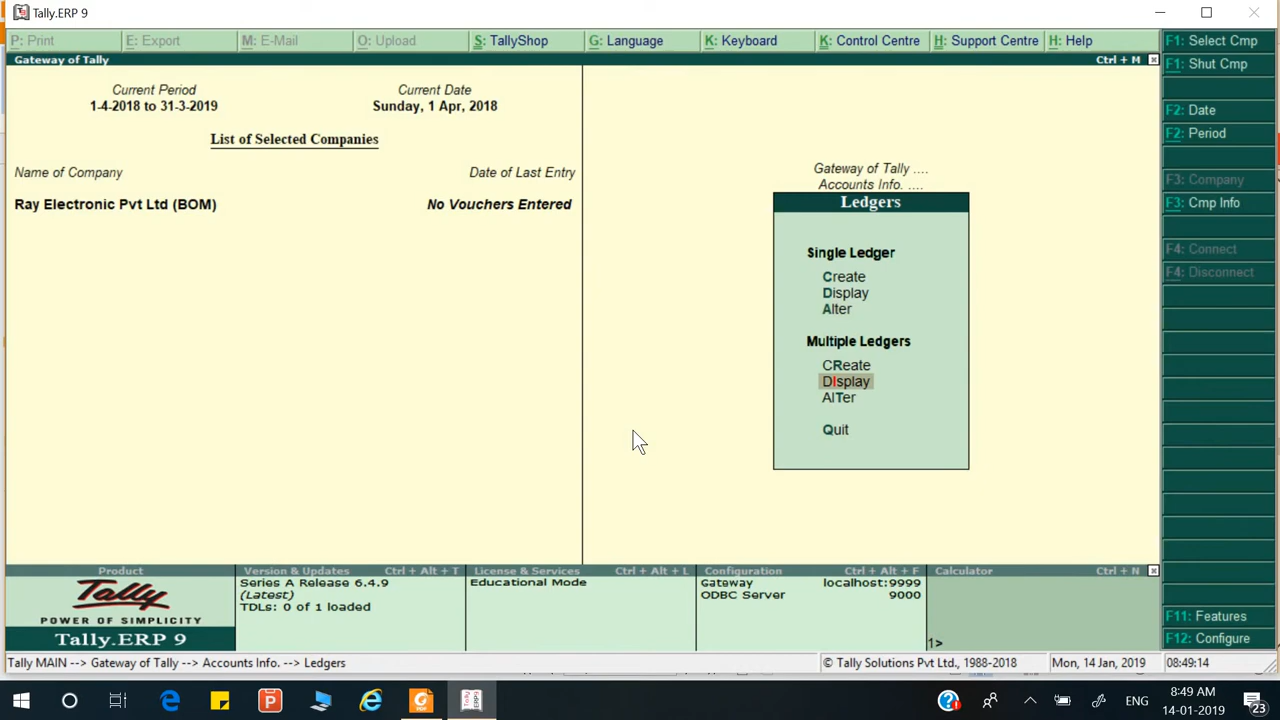 Tally.ERP 9
P: Print E: Export M: E-Mail O: Upload S: TallyShop G: Language K: Keyboard K: Control Centre H: Support Centre H: Help
Gateway of Tally Ctrl + M
Current Period Current Date
1-4-2018 to 31-3-2019 Sunday, 1 Apr, 2018
List of Selected Companies
Name of Company Date of Last Entry
Ray Electronic Pvt Ltd (BOM) No Vouchers Entered
Gateway of Tally ....
Accounts Info. ....
Ledgers
Single Ledger
Create
Display
Alter
Multiple Ledgers
CReate
DIsplay
AlTer
Quit
F1: Select Cmp
F1: Shut Cmp
F2: Date
F2: Period
F3: Company
F3: Cmp Info
F4: Connect
F4: Disconnect
F11: Features
F12: Configure
Product
Tally
POWER OF SIMPLICITY
Tally.ERP 9
Version & Updates Ctrl + Alt + T
Series A Release 6.4.9
(Latest)
TDLs: 0 of 1 loaded
License & Services Ctrl + Alt + L
Educational Mode
Configuration Ctrl + Alt + F
Gateway localhost:9999
ODBC Server 9000
Calculator Ctrl + N
1>
Tally MAIN --> Gateway of Tally --> Accounts Info. --> Ledgers © Tally Solutions Pvt Ltd., 1988-2018 Mon, 14 Jan, 2019 08:49:14
ENG
8:49 AM
14-01-2019
23